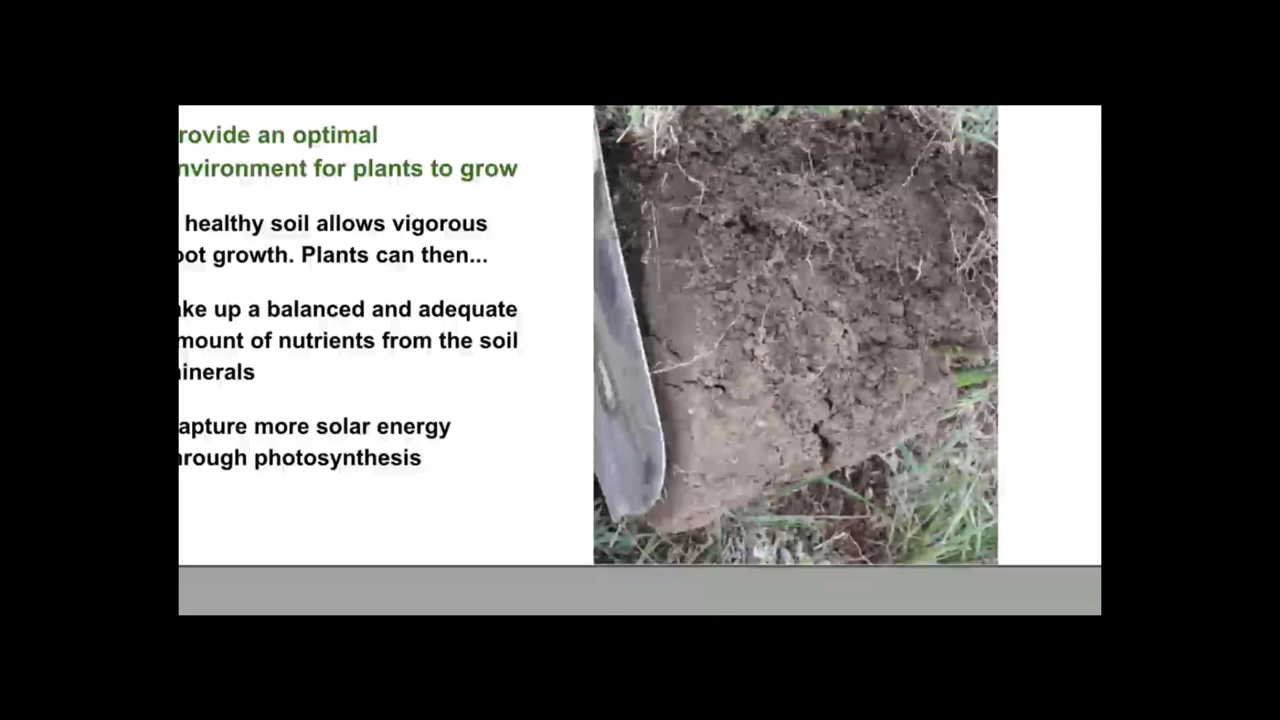 rovide an optimal
nvironment for plants to grow
healthy soil allows vigorous
oot growth. Plants can then...
ake up a balanced and adequate
mount of nutrients from the soil
inerals
apture more solar energy
hrough photosynthesis